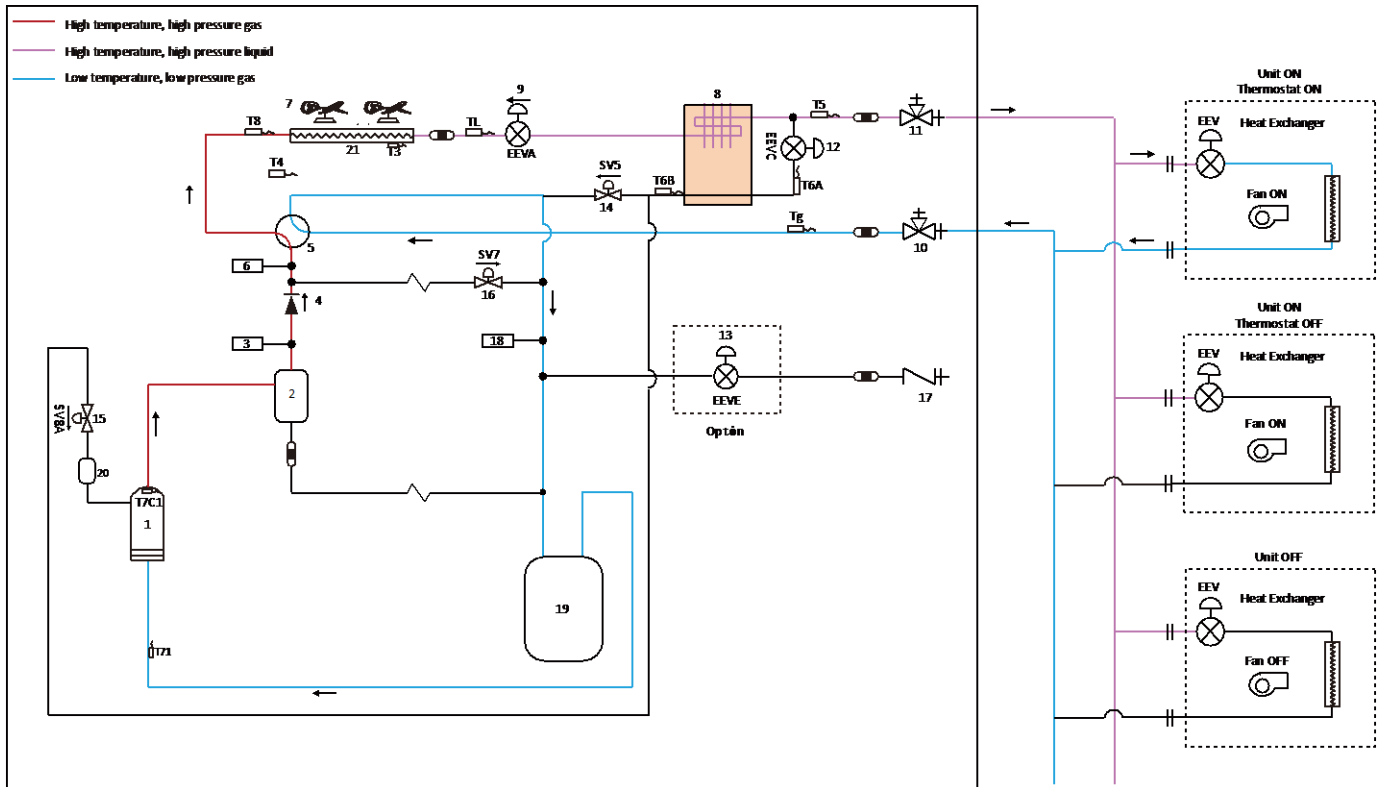 High temperature, high pressure gas
High temperature, high pressure liquid
Low temperature, low pressure gas
7
T8
21
T3
T4
TL
9
EEVA
8
T5
11
EEVC
12
T6A
T6B
SV5
14
5
Tg
10
6
4
SV7
16
3
18
2
13
EEVE
Optón
17
SV8A
15
20
T7C1
1
T71
19
Unit ON
Thermostat ON
EEV
Heat Exchanger
Fan ON
Unit ON
Thermostat OFF
EEV
Heat Exchanger
Fan ON
Unit OFF
EEV
Heat Exchanger
Fan OFF